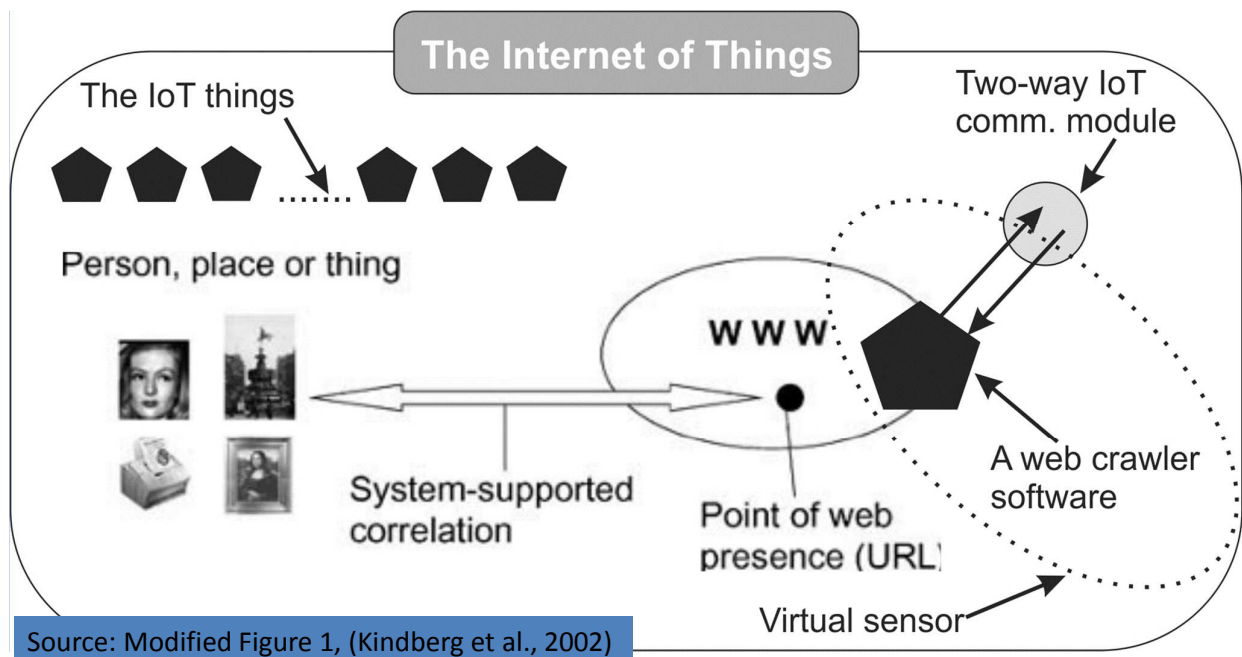 The Internet of Things
The IoT things
Two-way IoT
comm. module
Person, place or thing
W W W
A web crawler
software
System-supported
correlation
Point of web
presence (URL)
Virtual sensor
Source: Modified Figure 1, (Kindberg et al., 2002)